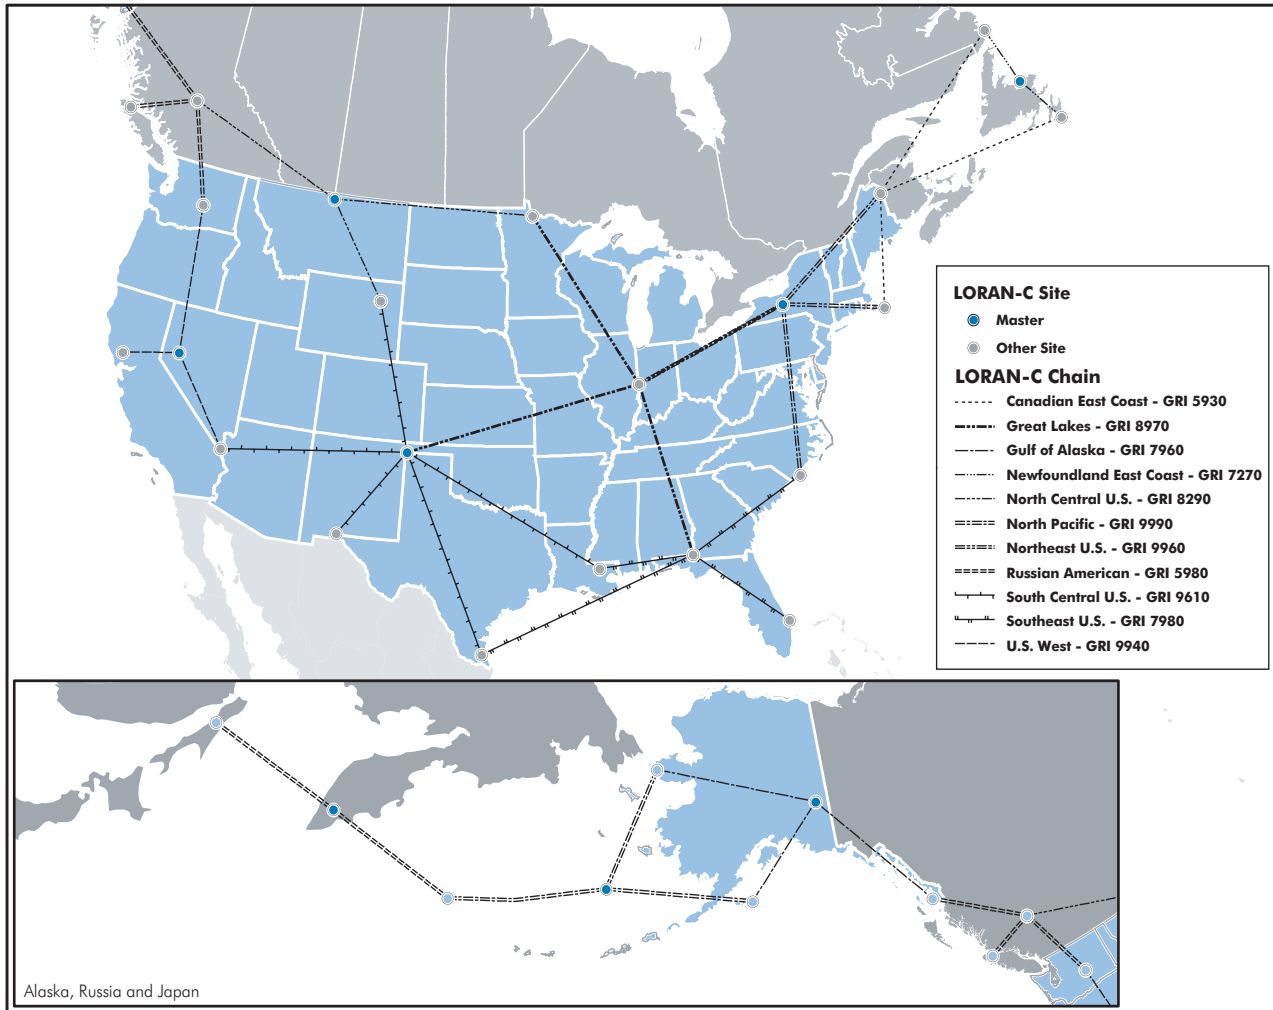 LORAN-C Site
Master
Other Site
LORAN-C Chain
Canadian East Coast - GRI 5930
Great Lakes - GRI 8970
Gulf of Alaska - GRI 7960
Newfoundland East Coast - GRI 7270
North Central U.S. - GRI 8290
North Pacific - GRI 9990
Northeast U.S. - GRI 9960
Russian American - GRI 5980
South Central U.S. - GRI 9610
Southeast U.S. - GRI 7980
U.S. West - GRI 9940
Alaska, Russia and Japan